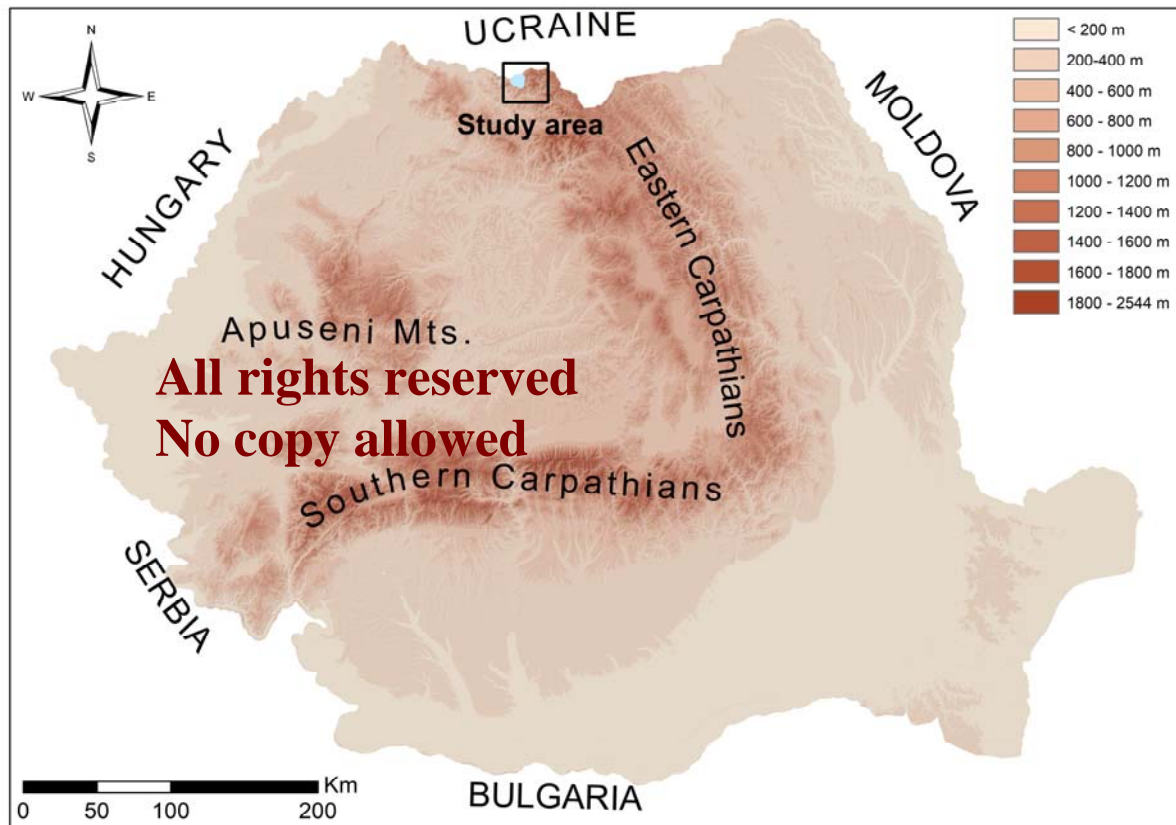 UCRAINE
N
W E
S
Study area
HUNGARY
MOLDOVA
Eastern Carpathians
Apuseni Mts.
All rights reserved
No copy allowed
Southern Carpathians
SERBIA
BULGARIA
< 200 m
200-400 m
400 - 600 m
600 - 800 m
800 - 1000 m
1000 - 1200 m
1200 - 1400 m
1400 - 1600 m
1600 - 1800 m
1800 - 2544 m
Km
0 50 100 200